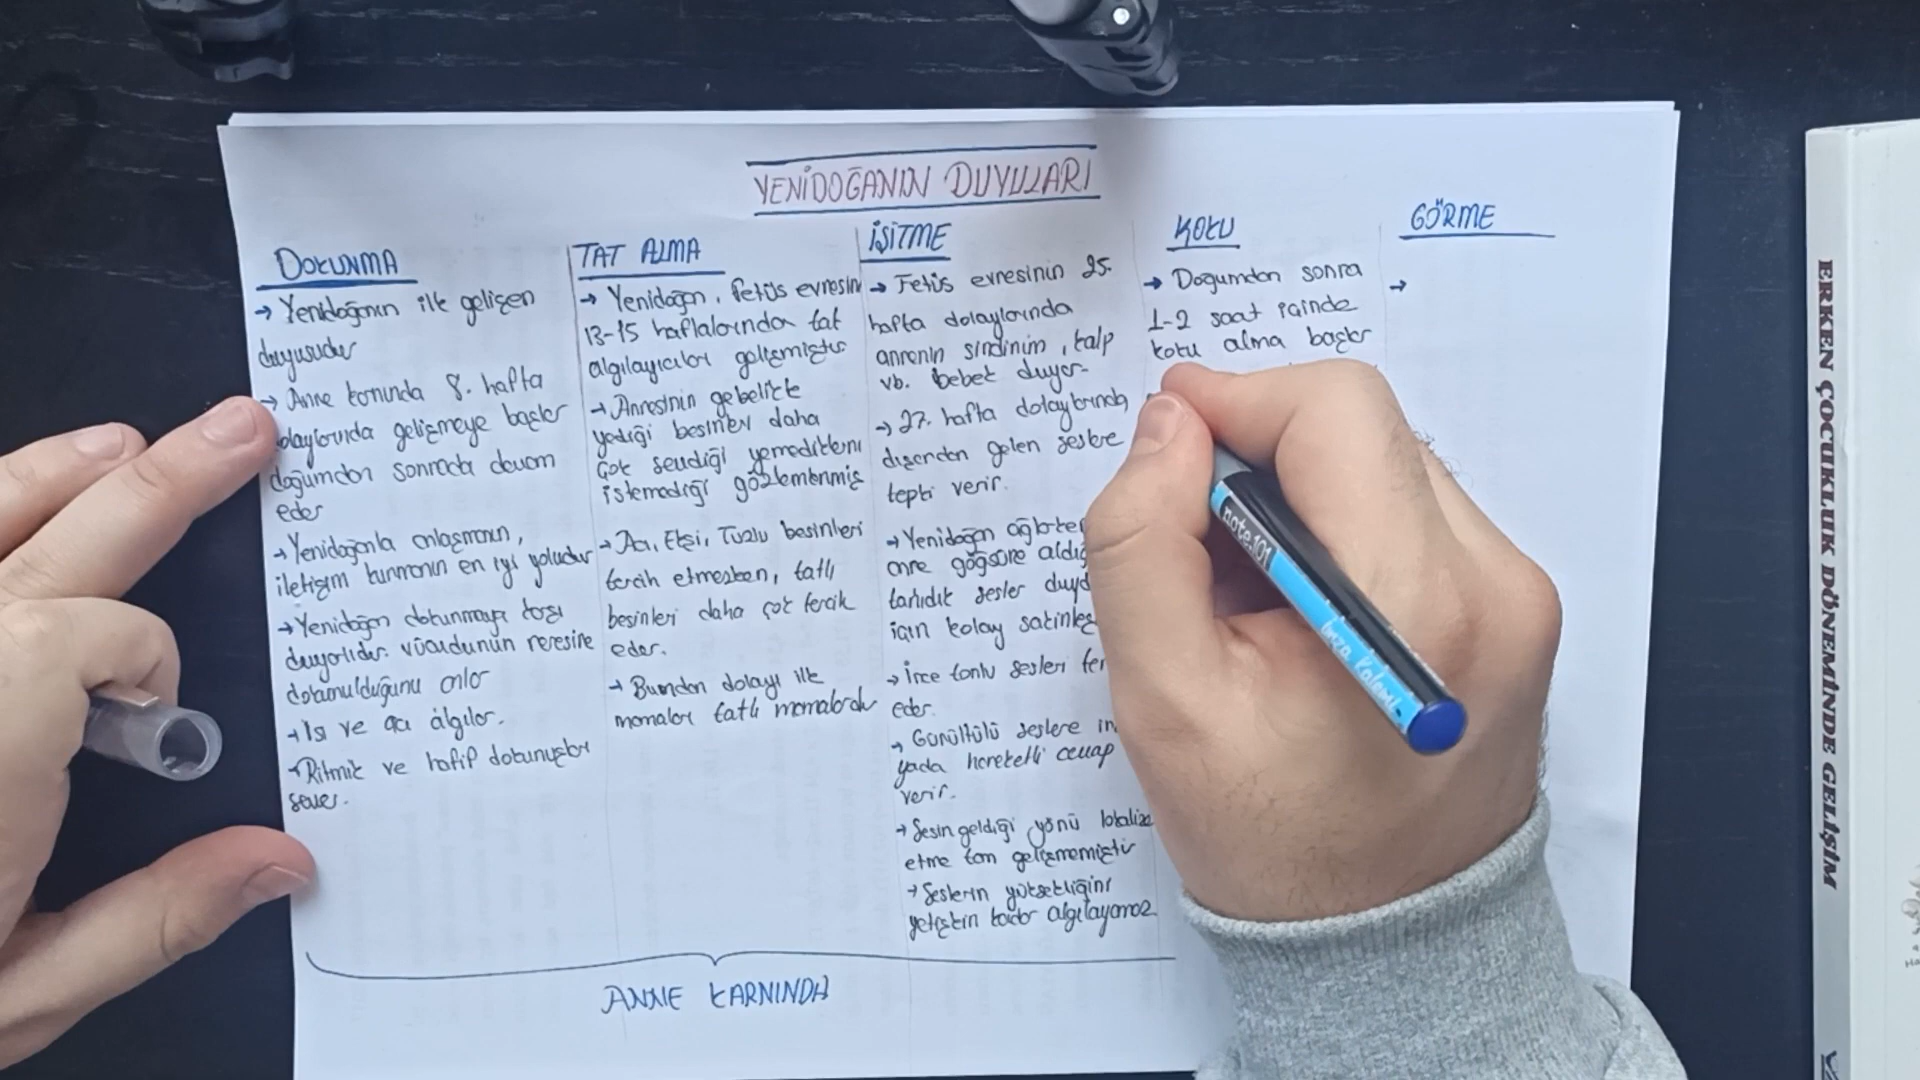 YENİDOĞANIN DUYULARI
DOKUNMA
→ Yenidoğanın ilk gelişen
duyusudur
→ Anne karnında 8. hafta
dolaylarında gelişmeye başlar
doğumdan sonrada devam
eder
→ Yenidoğanla anlaşmanın,
iletişim kurmanın en iyi yoludur
→ Yenidoğan dokunmaya karşı
duyarlıdır. vücudunun neresine
dokunulduğunu anlar
→ Isı ve acı algılar.
→ Ritmik ve hafif dokunuşları
sever.
TAT ALMA
→ Yenidoğan, fetüs evresin
13-15 haftalarında tat
algılayıcıları gelişmiştir
→ Annesinin gebelikte
yediği besinleri daha
çok sevdiği yemediklerini
istemediği gözlemlenmiş
→ Acı, Ekşi, Tuzlu besinleri
tercih etmezken, tatlı
besinleri daha çok tercih
eder.
→ Bundan dolayı ilk
mamalar tatlı mamalardır
İŞİTME
→ Fetüs evresinin 25.
hafta dolaylarında
annenin sindirim, kalp
vb. bebek duyar.
→ 27. hafta dolaylarında
dışarıdan gelen seslere
tepki verir.
→ Yenidoğan ağlarken
anne göğsüne aldığ
tanıdık sesler duyd
için kolay sakinleş
→ İnce tonlu sesleri ter
eder.
→ Gürültülü seslere
yada hareketli cevap
verir.
→ Sesin geldiği yönü lokalize
etme tam gelişmemiştir
→ Seslerin yüksekliğini
yetişkin kadar algılayamaz
KOKU
→ Doğumdan sonra
1-2 saat içinde
koku alma başlar
GÖRME
→
ANNE KARNINDA
note 101
imza kalemi
ERKEN ÇOCUKLUK DÖNEMİNDE GELİŞİM